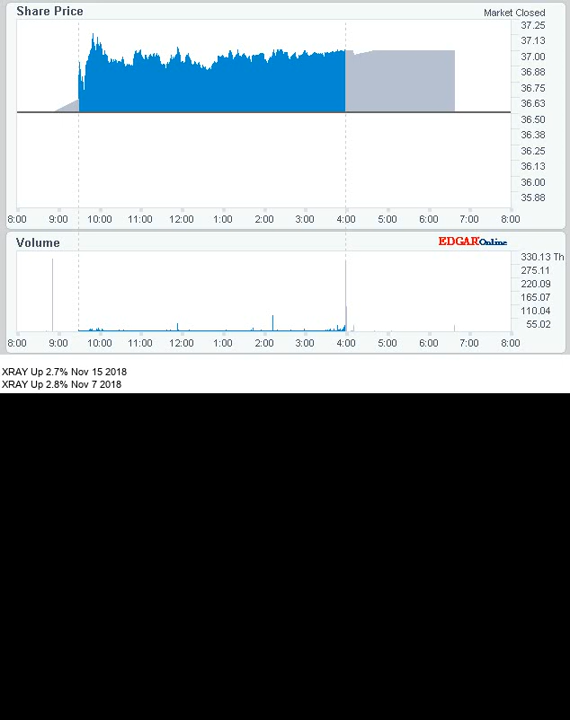 Share Price
Market Closed
37.25
37.13
37.00
36.88
36.75
36.63
36.50
36.38
36.25
36.13
36.00
35.88
8:00 9:00 10:00 11:00 12:00 1:00 2:00 3:00 4:00 5:00 6:00 7:00 8:00
Volume
EDGAROnline
330.13 Th
275.11
220.09
165.07
110.04
55.02
8:00 9:00 10:00 11:00 12:00 1:00 2:00 3:00 4:00 5:00 6:00 7:00 8:00
XRAY Up 2.7% Nov 15 2018
XRAY Up 2.8% Nov 7 2018